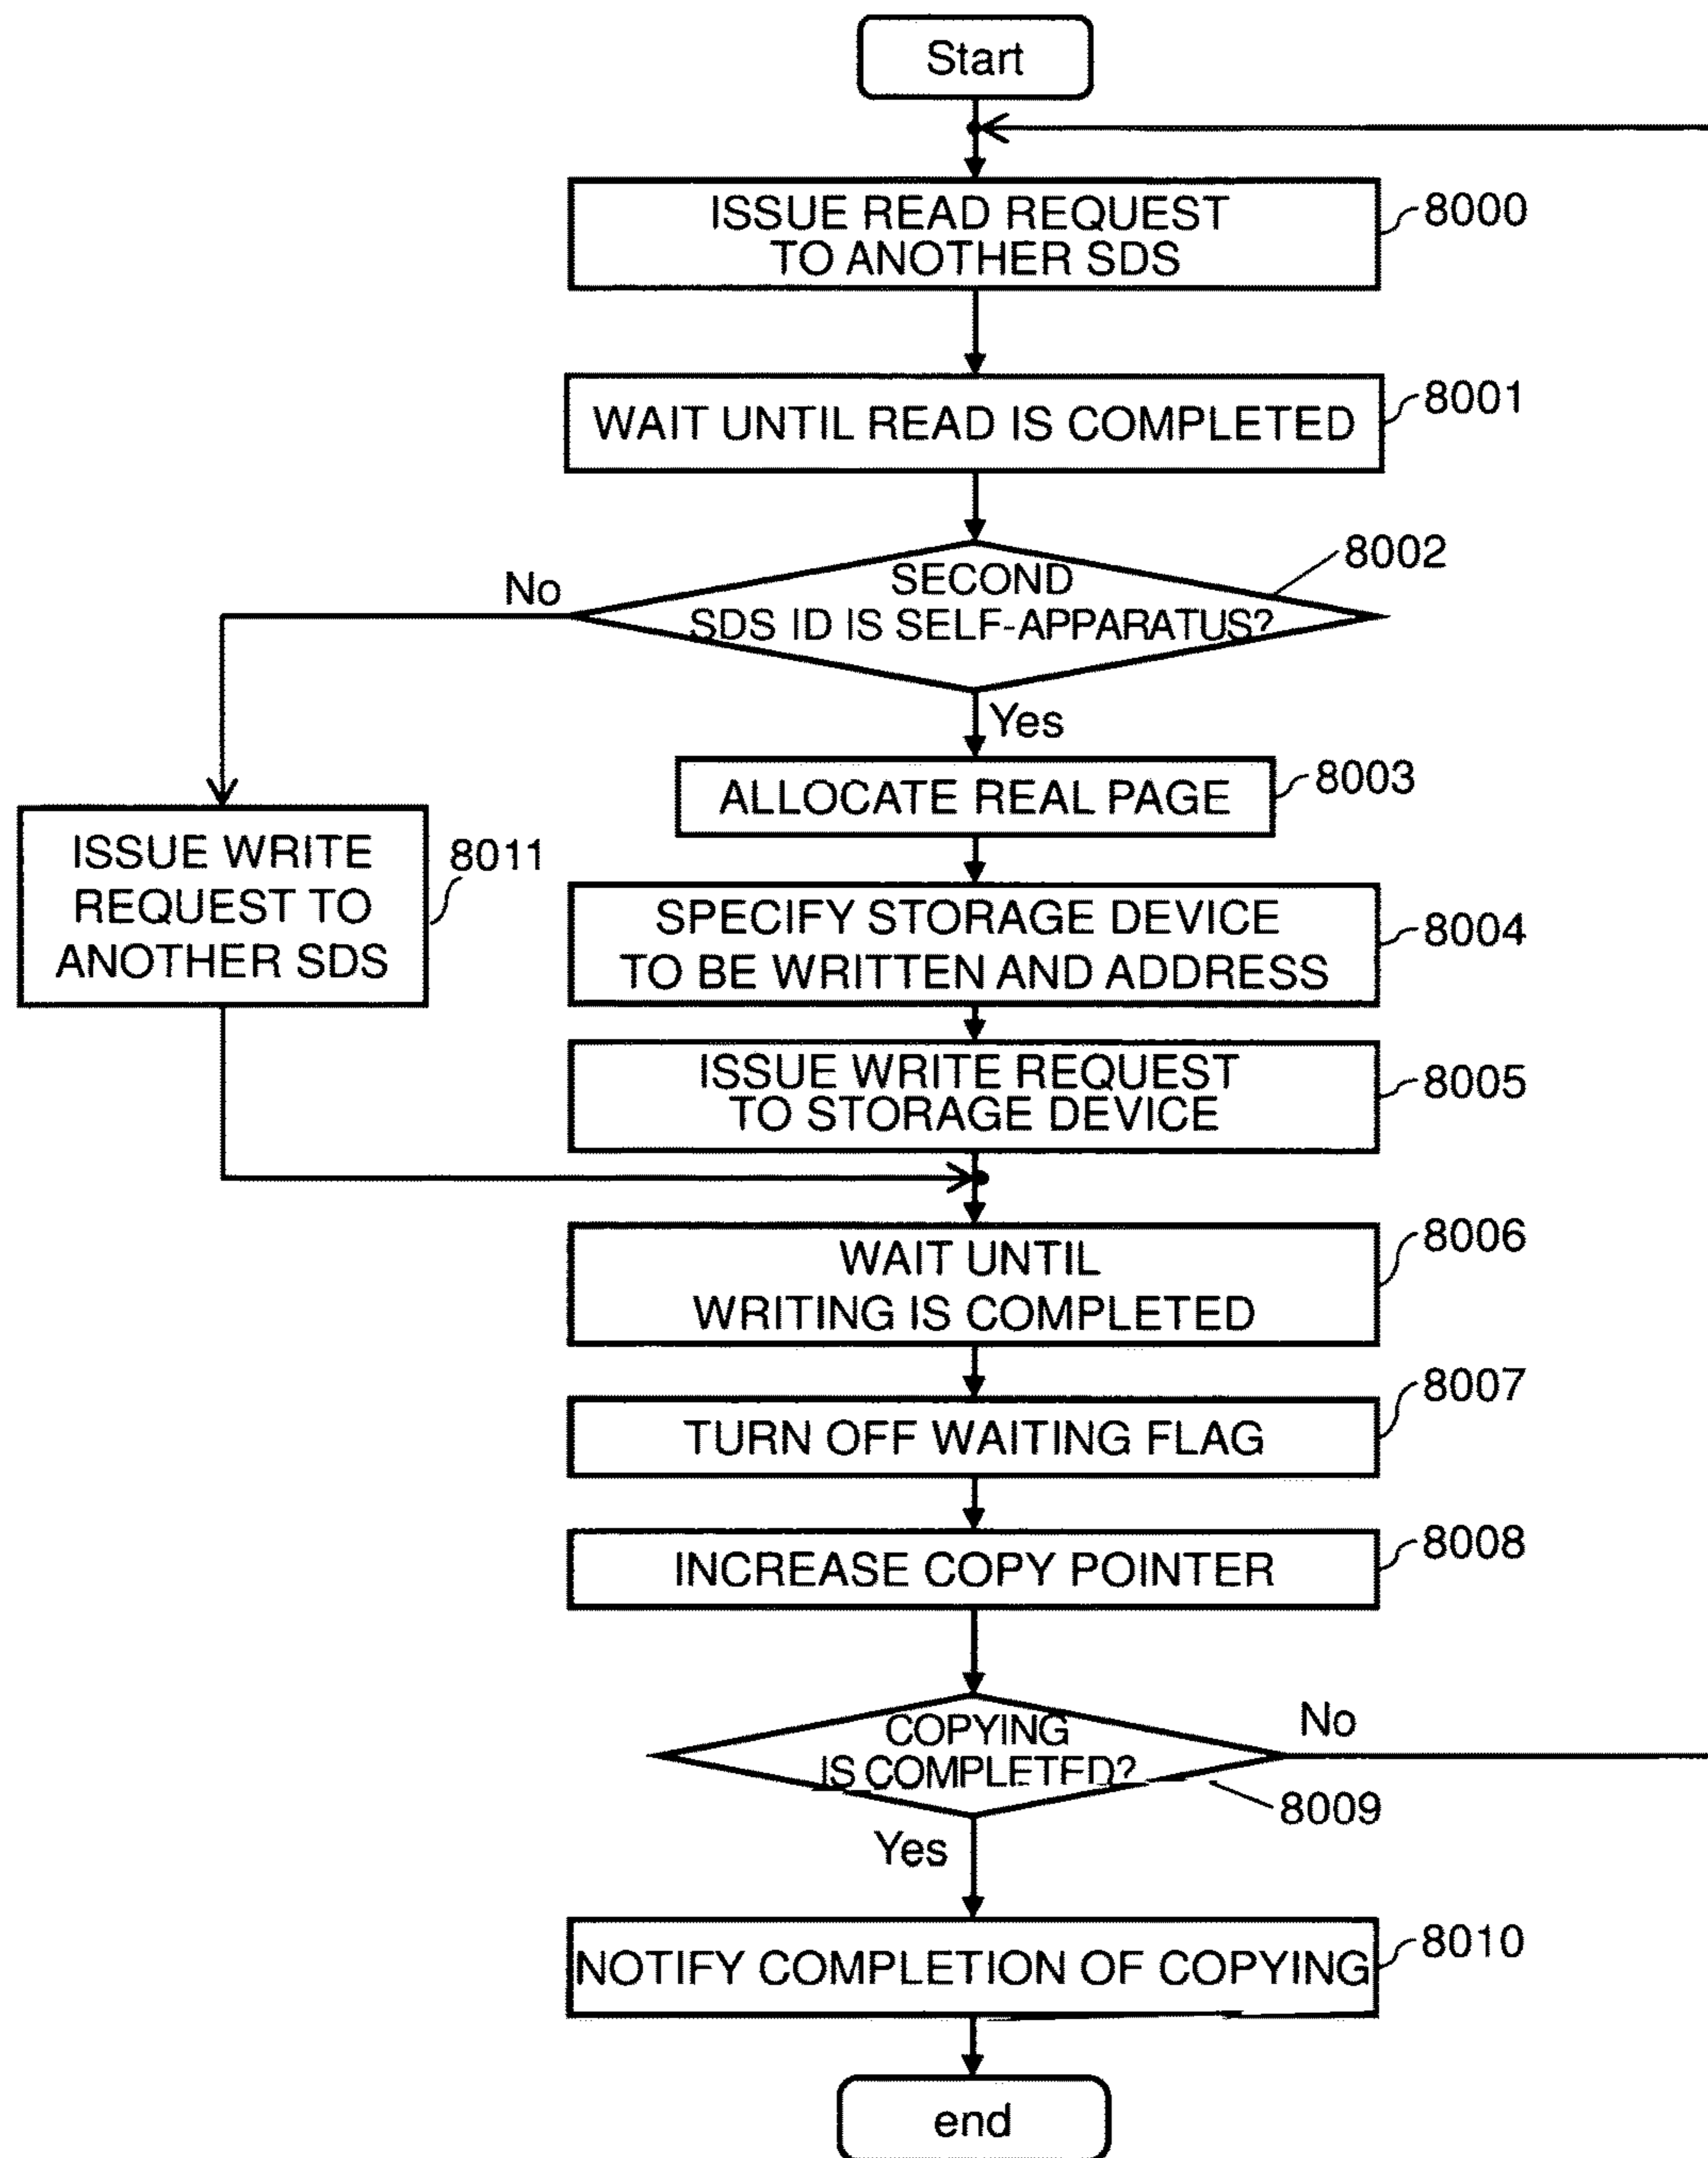 Start
ISSUE READ REQUEST
TO ANOTHER SDS
8000
WAIT UNTIL READ IS COMPLETED
8001
SECOND
SDS ID IS SELF-APPARATUS?
8002
No
Yes
ALLOCATE REAL PAGE
8003
ISSUE WRITE
REQUEST TO
ANOTHER SDS
8011
SPECIFY STORAGE DEVICE
TO BE WRITTEN AND ADDRESS
8004
ISSUE WRITE REQUEST
TO STORAGE DEVICE
8005
WAIT UNTIL
WRITING IS COMPLETED
8006
TURN OFF WAITING FLAG
8007
INCREASE COPY POINTER
8008
COPYING
IS COMPLETED?
No
8009
Yes
NOTIFY COMPLETION OF COPYING
8010
end